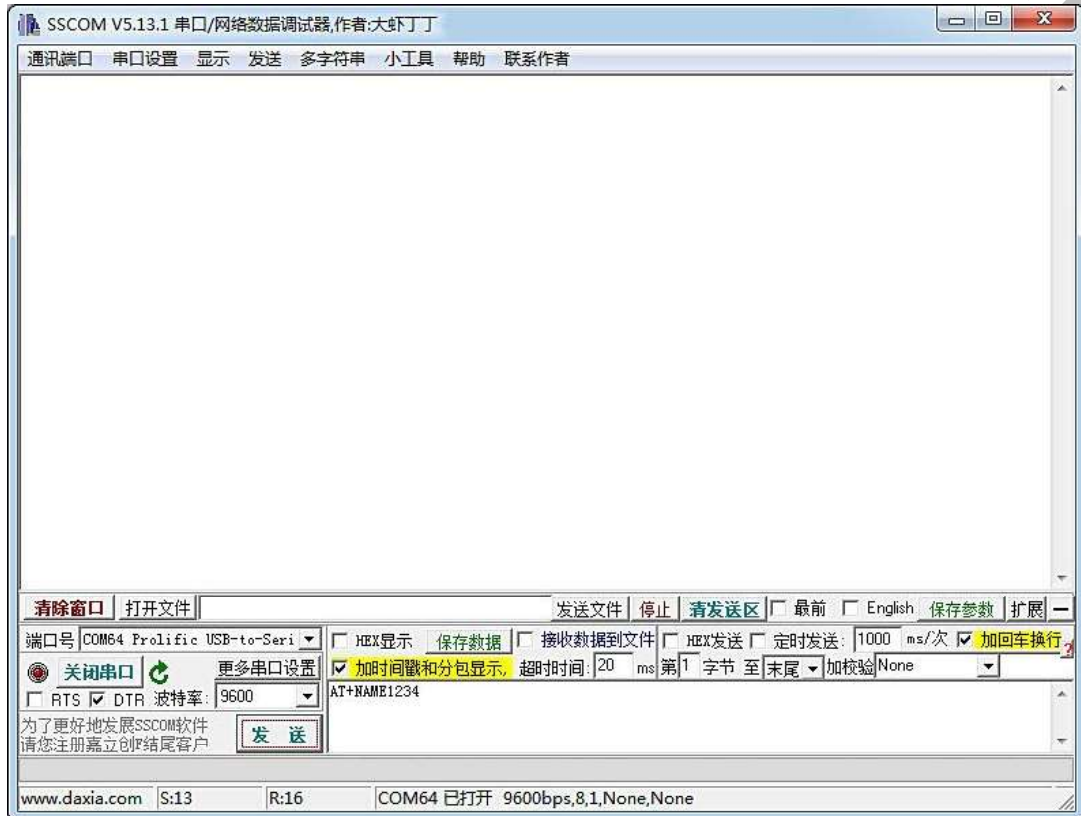 SSCOM V5.13.1 串口/网络数据调试器,作者:大虾丁丁
通讯端口 串口设置 显示 发送 多字符串 小工具 帮助 联系作者
清除窗口 打开文件 发送文件 停止 清发送区 最前 English 保存参数 扩展
端口号 COM64 Prolific USB-to-Seri HEX显示 保存数据 接收数据到文件 HEX发送 定时发送: 1000 ms/次 加回车换行 ?
关闭串口 更多串口设置 加时间戳和分包显示, 超时时间: 20 ms 第1 字节 至 末尾 加校验 None
RTS DTR 波特率: 9600 AT+NAME1234
为了更好地发展SSCOM软件
请您注册嘉立创F结尾客户 发 送
www.daxia.com S:13 R:16 COM64 已打开 9600bps,8,1,None,None